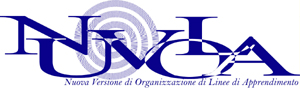 NUVOLA
Nuova Versione di Organizzazione di Linee di Apprendimento